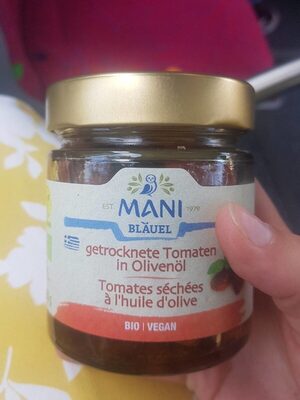 EST. 1979
MANI
BLÄUEL
getrocknete Tomaten
in Olivenöl
Tomates séchées
à l'huile d'olive
BIO | VEGAN